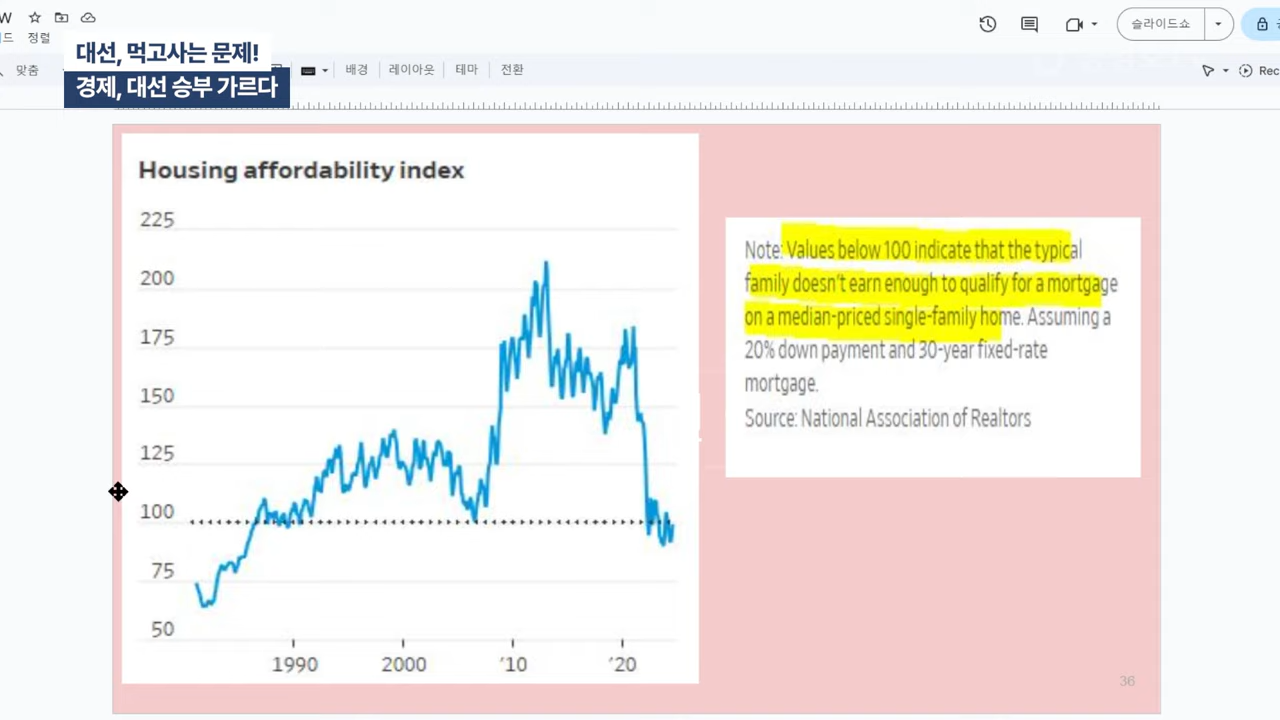 W
드 정렬
대선, 먹고사는 문제!
경제, 대선 승부 가르다
슬라이드쇼
맞춤
배경
레이아웃
테마
전환
Rec
Housing affordability index
225
200
175
150
125
100
75
50
1990
2000
'10
'20
Note: Values below 100 indicate that the typical
family doesn't earn enough to qualify for a mortgage
on a median-priced single-family home. Assuming a
20% down payment and 30-year fixed-rate
mortgage.
Source: National Association of Realtors
36